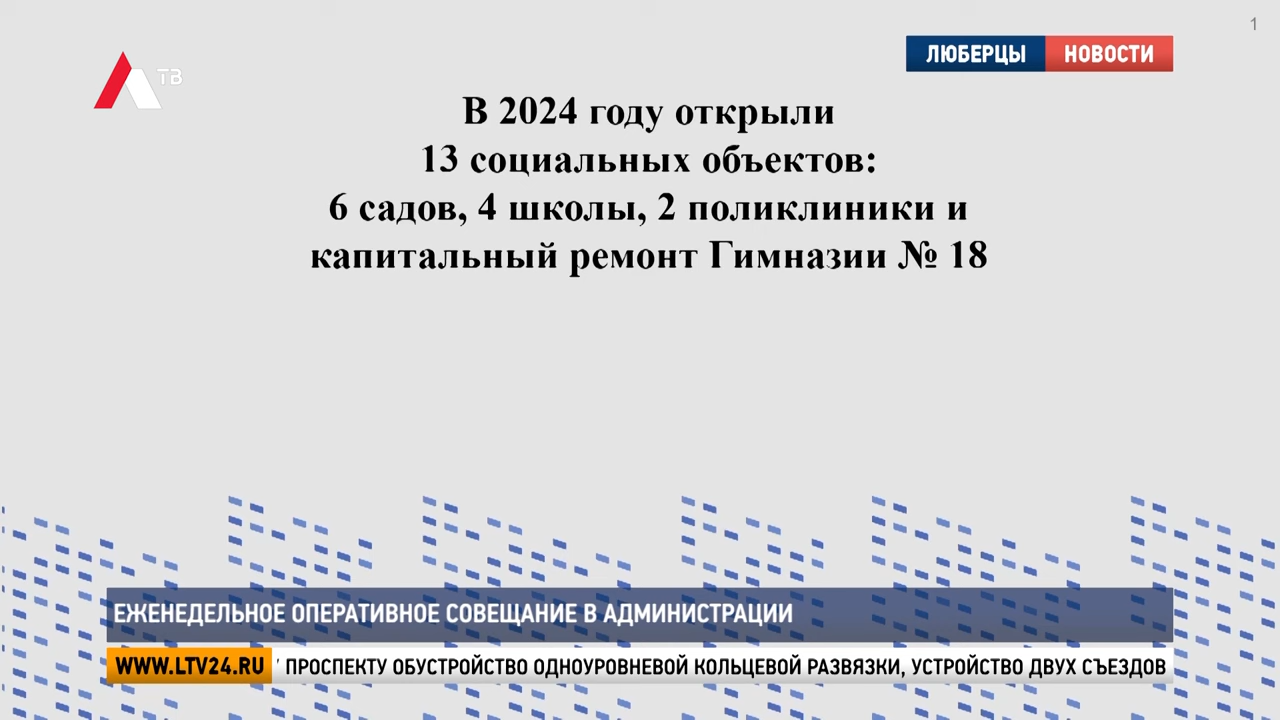 1
ТВ
ЛЮБЕРЦЫ НОВОСТИ
В 2024 году открыли
13 социальных объектов:
6 садов, 4 школы, 2 поликлиники и
капитальный ремонт Гимназии № 18
ЕЖЕНЕДЕЛЬНОЕ ОПЕРАТИВНОЕ СОВЕЩАНИЕ В АДМИНИСТРАЦИИ
WWW.LTV24.RU ПРОСПЕКТУ ОБУСТРОЙСТВО ОДНОУРОВНЕВОЙ КОЛЬЦЕВОЙ РАЗВЯЗКИ, УСТРОЙСТВО ДВУХ СЪЕЗДОВ